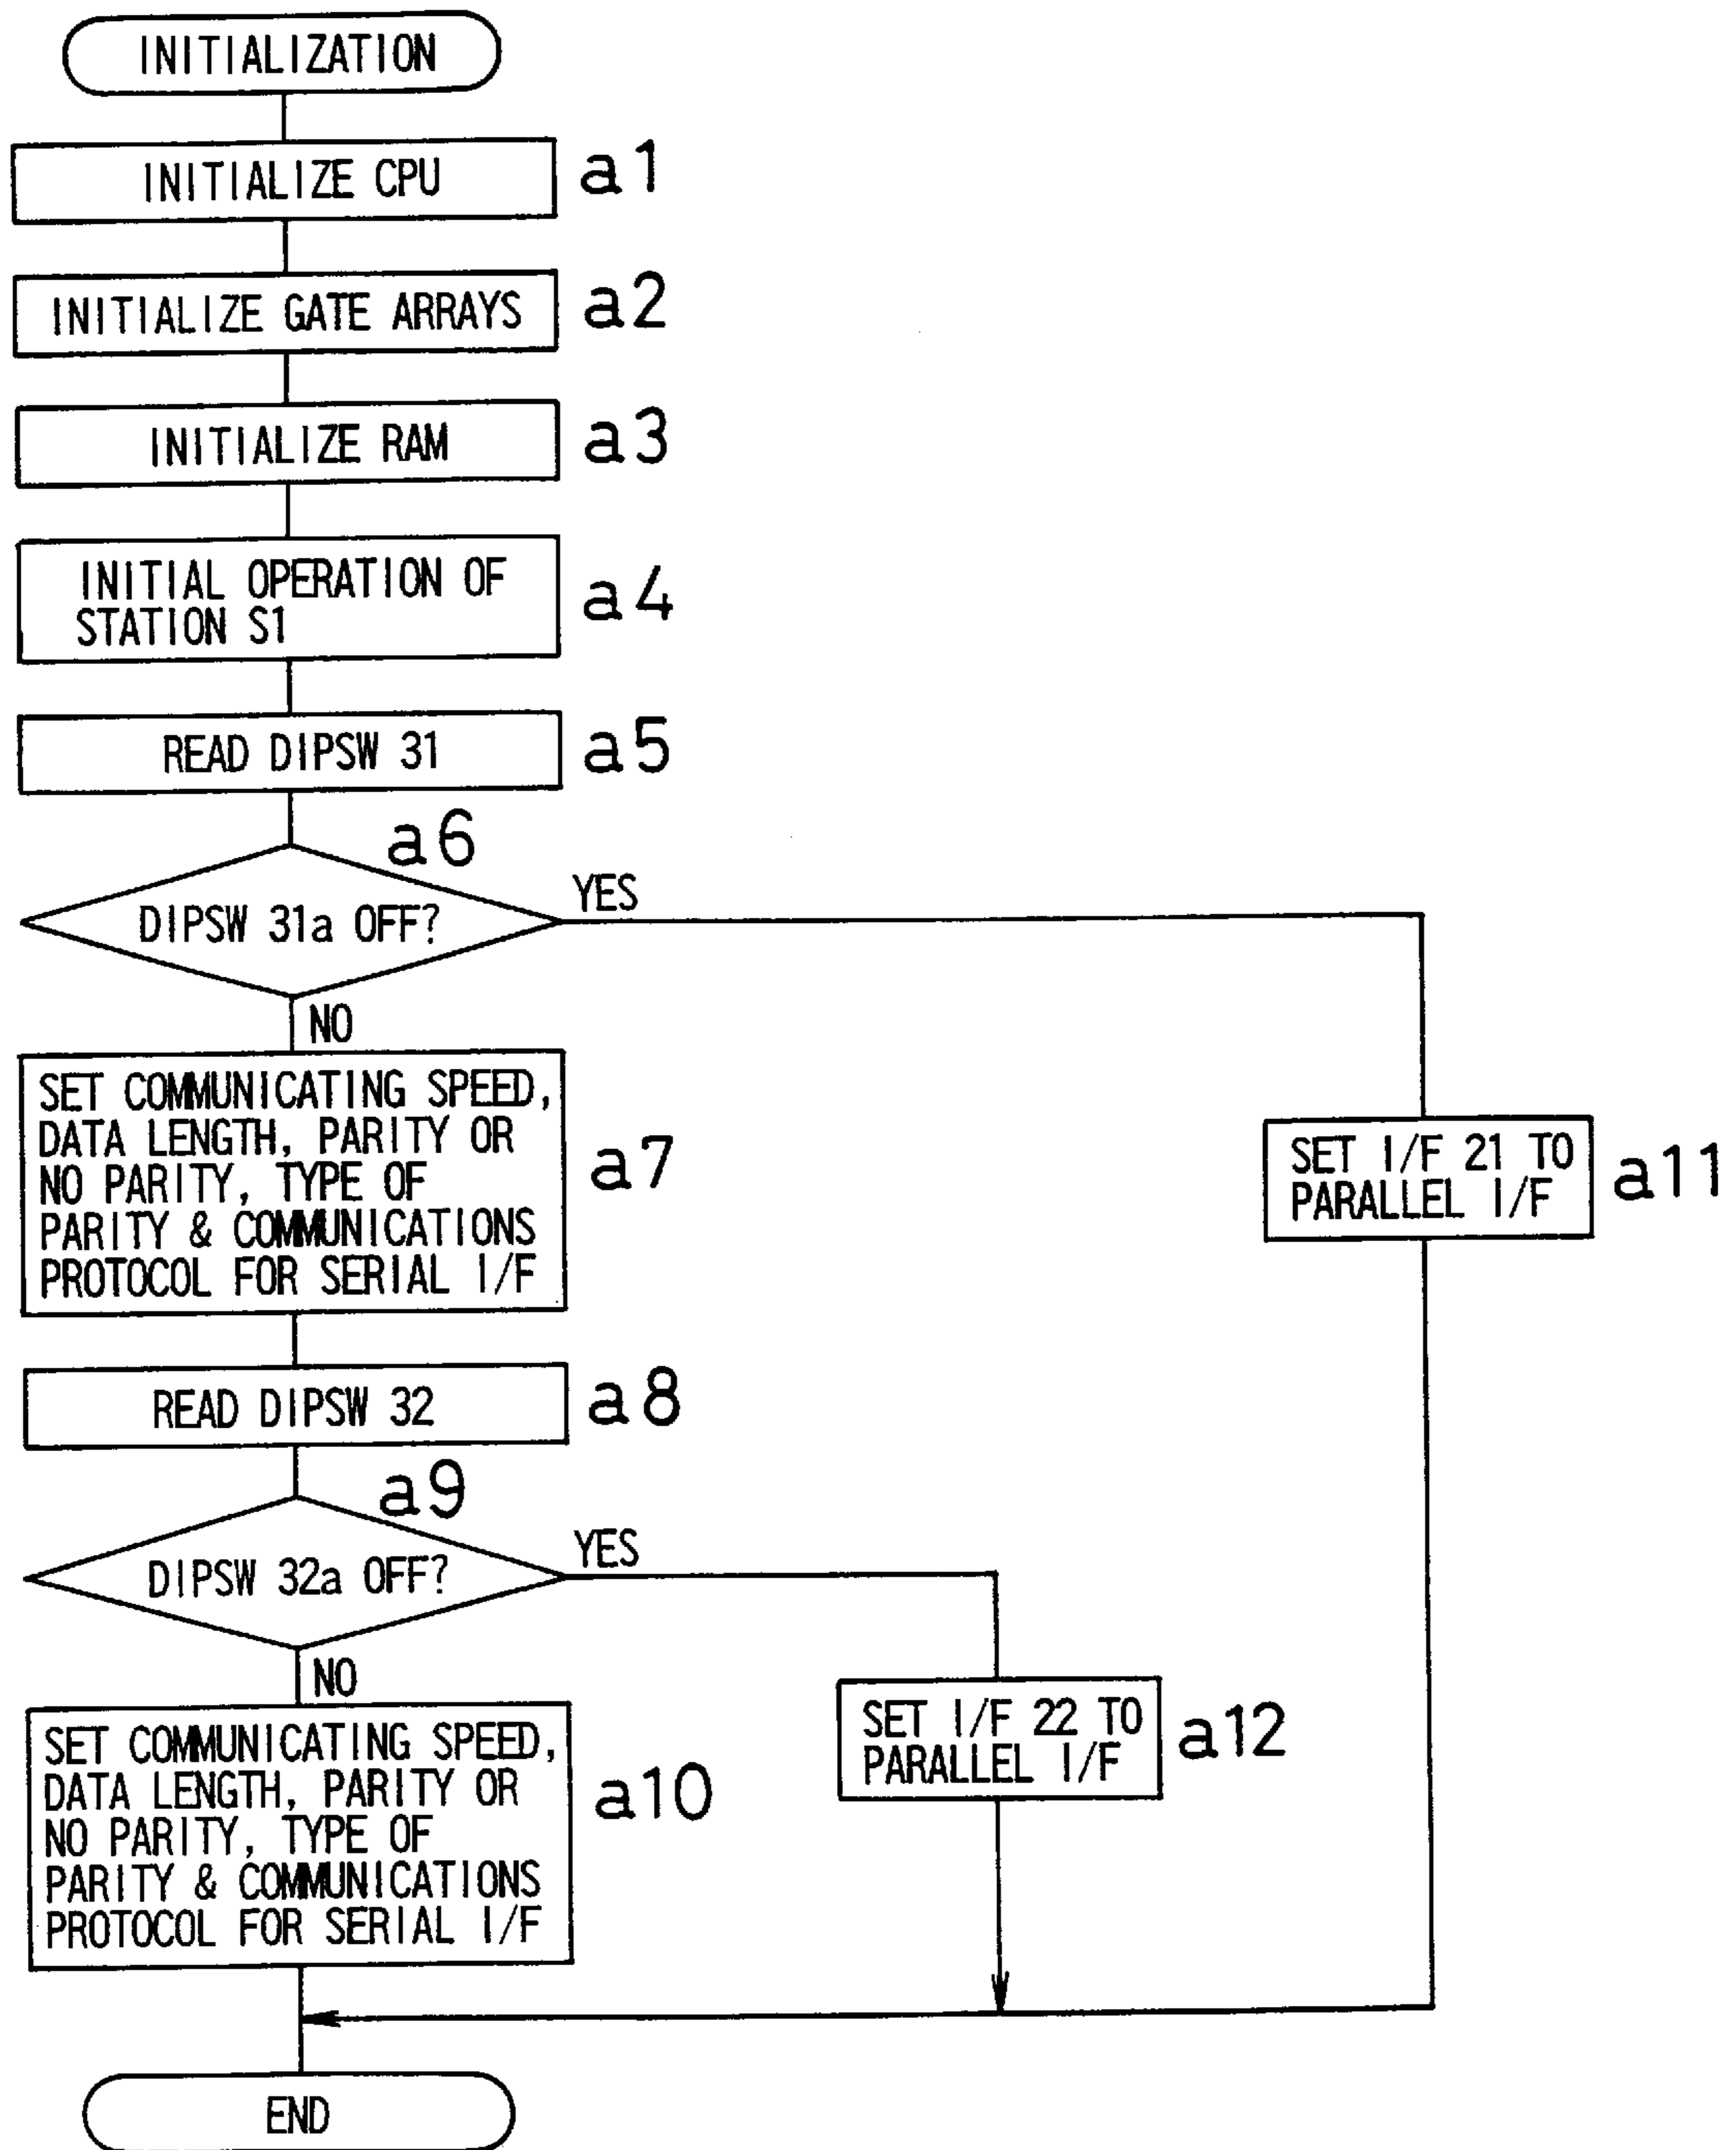 INITIALIZATION
INITIALIZE CPU
a1
INITIALIZE GATE ARRAYS
a2
INITIALIZE RAM
a3
INITIAL OPERATION OF
STATION S1
a4
READ DIPSW 31
a5
a6
DIPSW 31a OFF?
YES
NO
SET COMMUNICATING SPEED,
DATA LENGTH, PARITY OR
NO PARITY, TYPE OF
PARITY & COMMUNICATIONS
PROTOCOL FOR SERIAL I/F
a7
SET I/F 21 TO
PARALLEL I/F
a11
READ DIPSW 32
a8
a9
DIPSW 32a OFF?
YES
NO
SET COMMUNICATING SPEED,
DATA LENGTH, PARITY OR
NO PARITY, TYPE OF
PARITY & COMMUNICATIONS
PROTOCOL FOR SERIAL I/F
a10
SET I/F 22 TO
PARALLEL I/F
a12
END